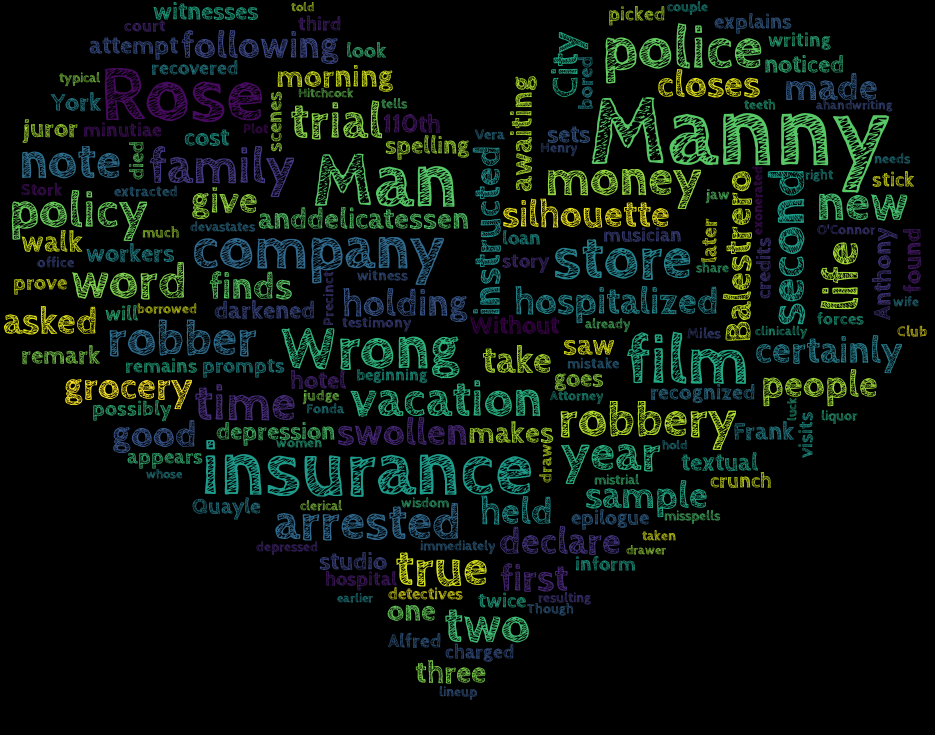 witnesses told
court third picked couple
attempt following look City explains
typical recovered police writing
York Rose morning bored closes noticed
Hitchcock made
juror minutiae scenes trial tells awaiting teeth ahandwriting
cost Plot 110th Manny
note died family spelling Vera sets Henry needs
Stork extracted Man instructed money jaw exonerated right stick
policy give anddelicatessen silhouette Balestrero second new
much devastates
walk workers company loan musician later credits O'Connor Anthony found
office story store share Life wife
prove word finds Precinct witness
borrowed holding hospitalized
asked will darkened testimony Without already Miles clinically forces Club
robber Wrong saw film certainly
remark remains prompts take mistake
hotel beginning goes recognized people
grocery judge Attorney
possibly time Fonda vacation robbery luck liquor
good depression swollen makes Frank visits
women hold
appears insurance drawn year textual
whose mistrial crunch
Quayle clerical wisdom held sample
arrested epilogue misspells
depressed immediately declare taken
studio true drawer
hospital first inform
earlier detectives twice resulting
one Though
Alfred two
charged
three
lineup